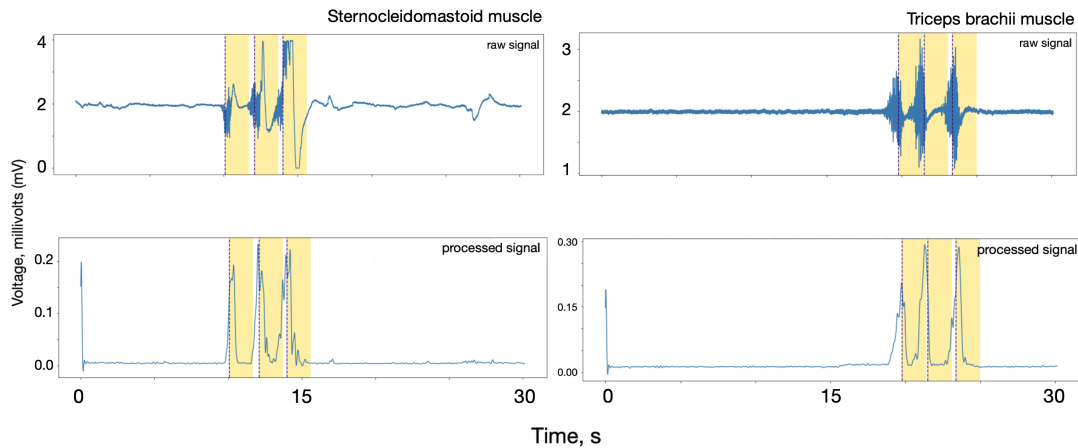 Sternocleidomastoid muscle
Triceps brachii muscle
raw signal
raw signal
4
2
0
3
2
1
Voltage, millivolts (mV)
processed signal
processed signal
0.2
0.1
0.0
0.30
0.15
0.00
0 15 30
0 15 30
Time, s